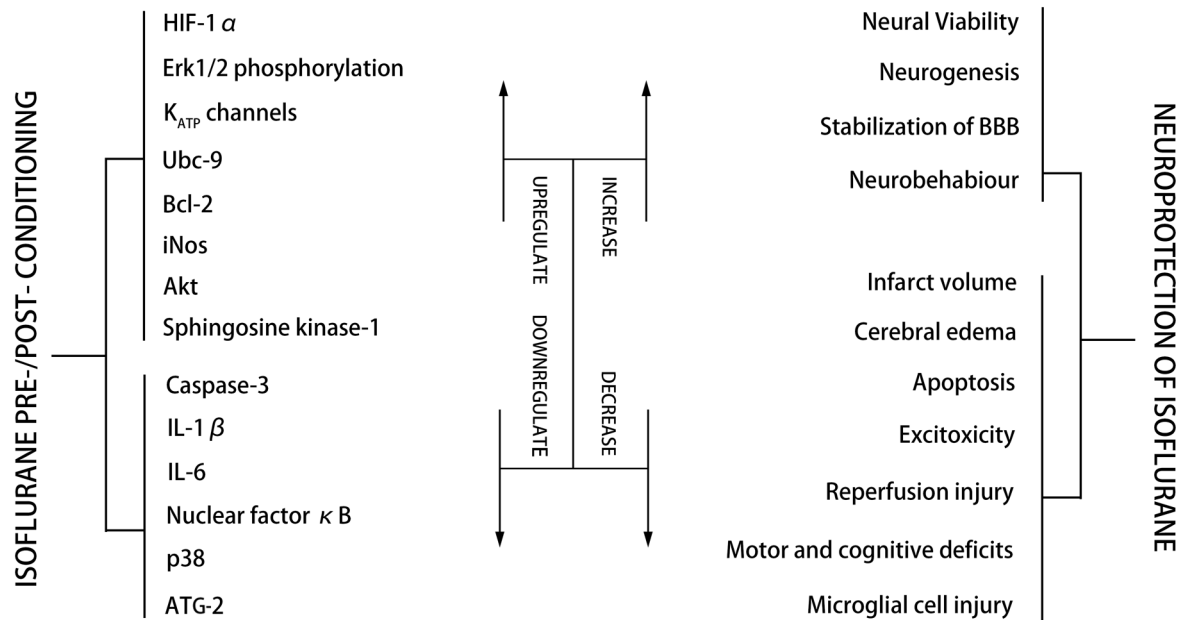 ISOFLURANE PRE-/POST- CONDITIONING
HIF-1 α
Erk1/2 phosphorylation
K_ATP channels
Ubc-9
Bcl-2
iNos
Akt
Sphingosine kinase-1
Caspase-3
IL-1 β
IL-6
Nuclear factor κ B
p38
ATG-2
UPREGULATE
INCREASE
DOWNREGULATE
DECREASE
Neural Viability
Neurogenesis
Stabilization of BBB
Neurobehabiour
Infarct volume
Cerebral edema
Apoptosis
Excitoxicity
Reperfusion injury
Motor and cognitive deficits
Microglial cell injury
NEUROPROTECTION OF ISOFLURANE